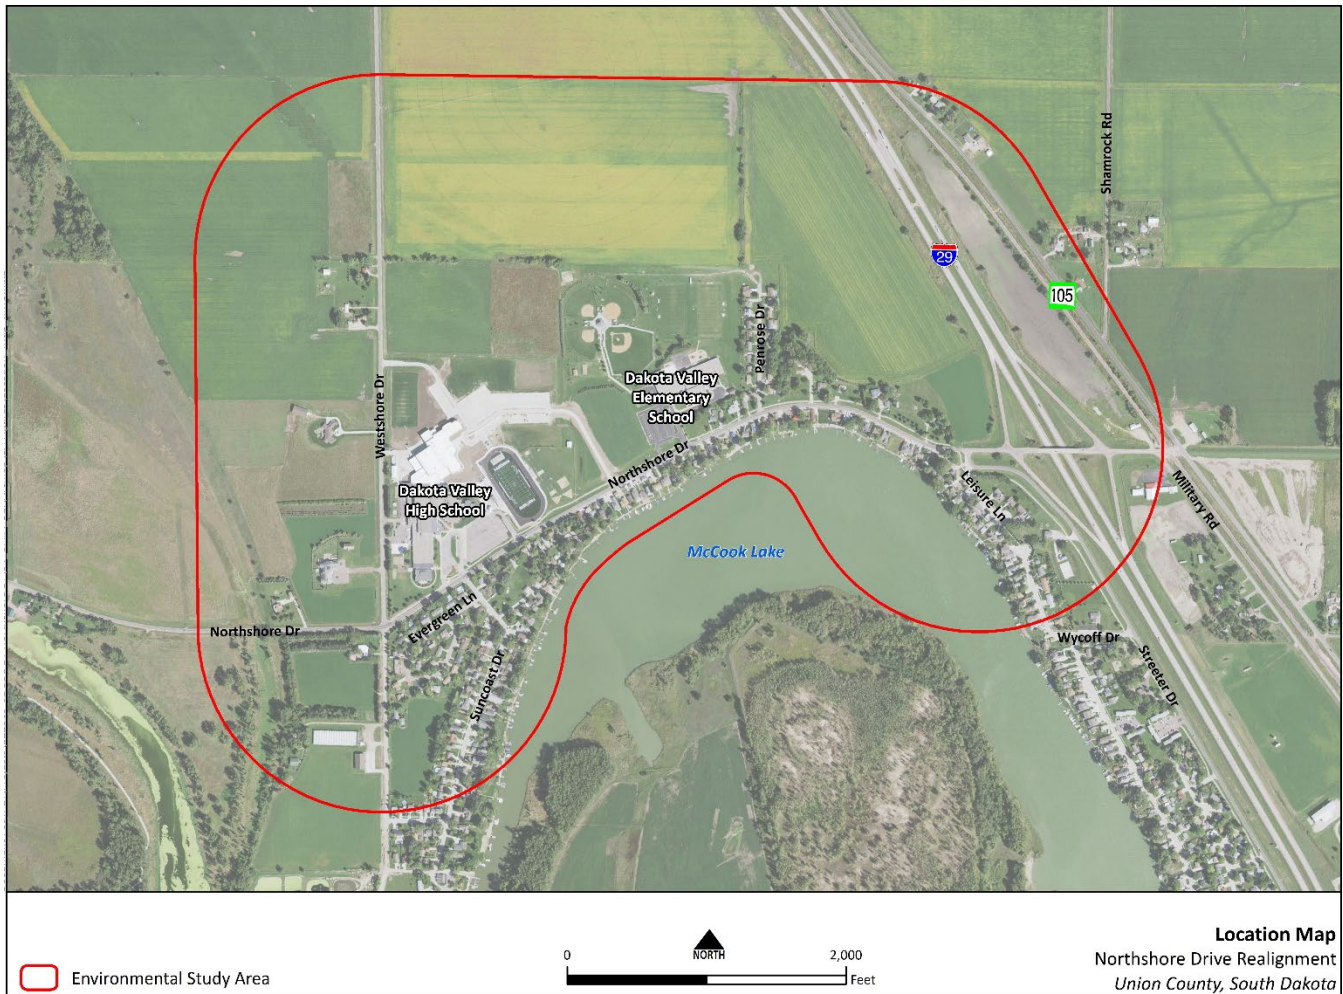 Shamrock Rd
29
105
Penrose Dr
Westshore Dr
Dakota Valley
Elementary
School
Northshore Dr
Dakota Valley
High School
Leisure Ln
Military Rd
McCook Lake
Evergreen Ln
Northshore Dr
Wycoff Dr
Suncoast Dr
Streeter Dr
Environmental Study Area
0
NORTH
2,000
Feet
Location Map
Northshore Drive Realignment
Union County, South Dakota